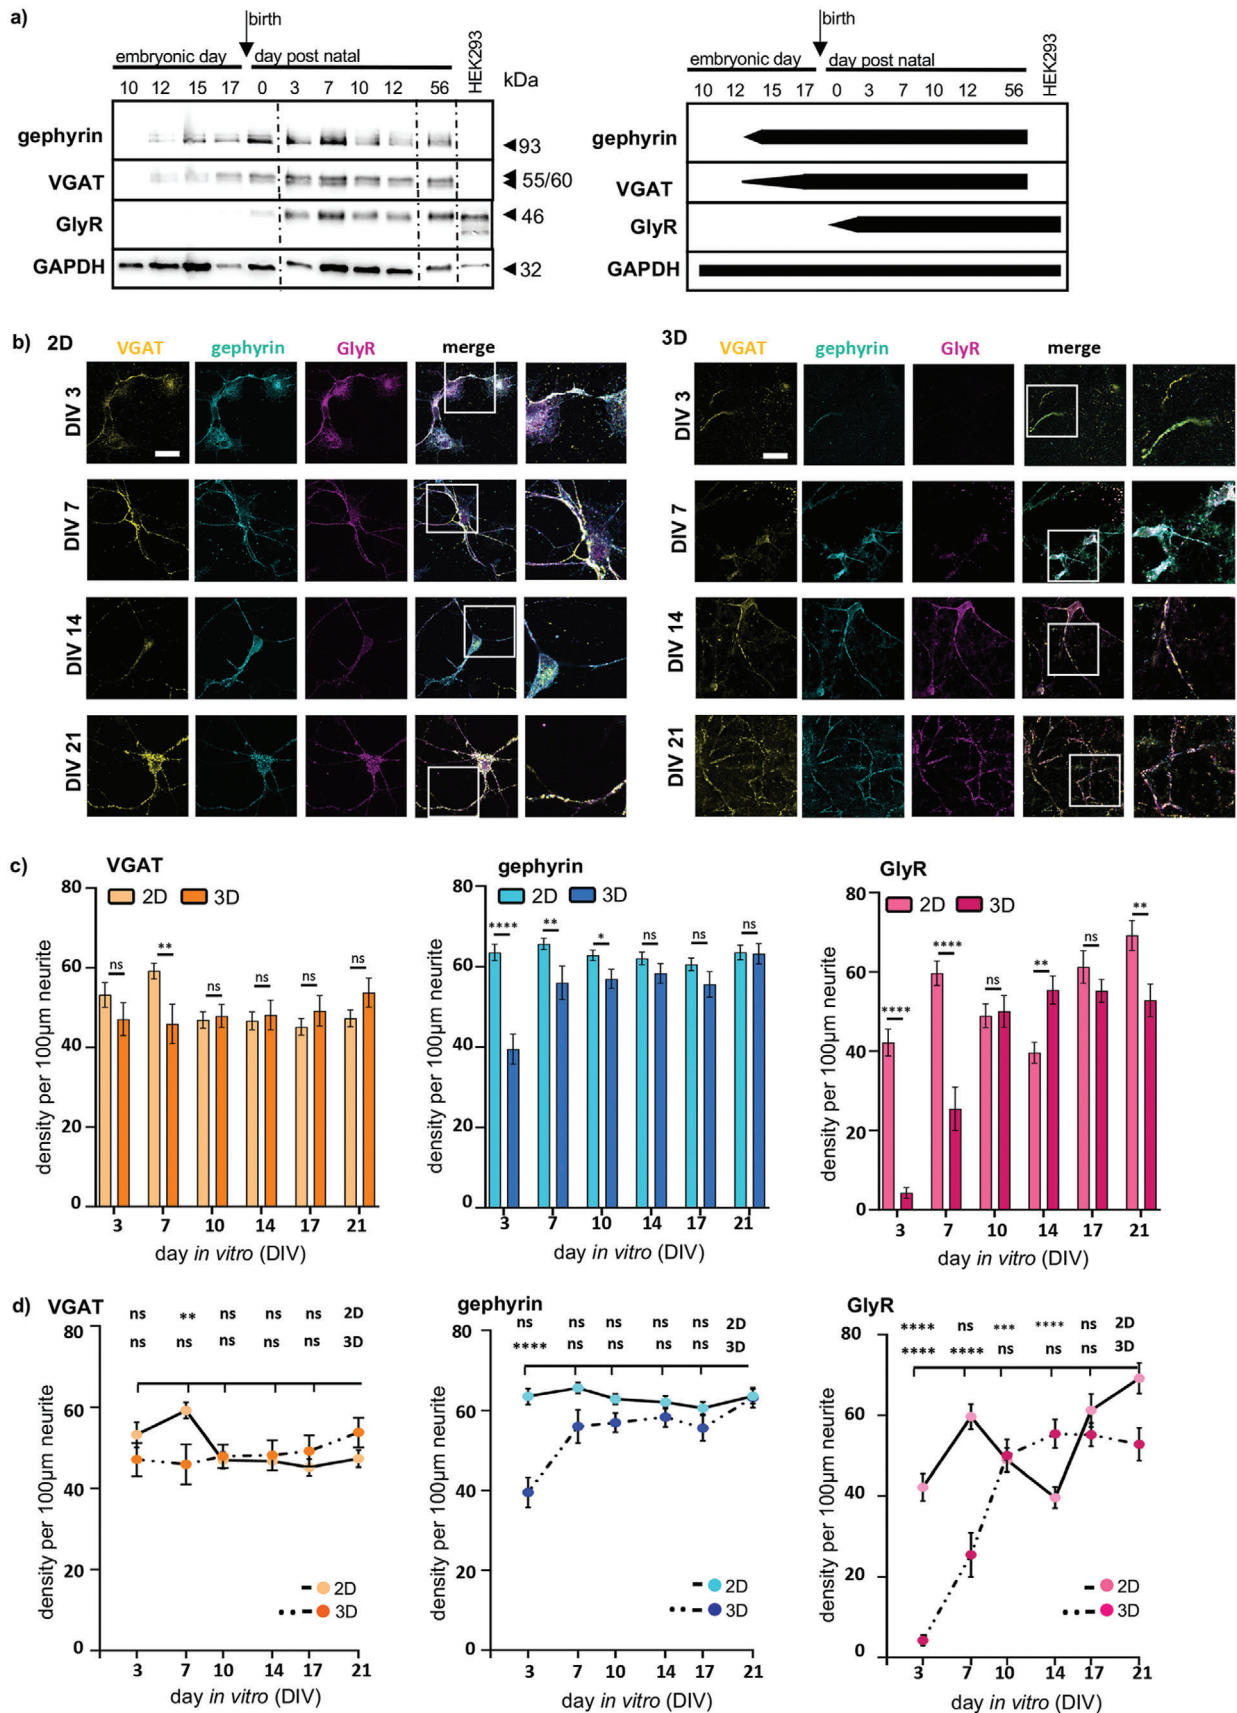 a)
birth
embryonic day
day post natal
HEK293
10 12 15 17 0 3 7 10 12 56
kDa
gephyrin
93
VGAT
55/60
GlyR
46
GAPDH
32
birth
embryonic day
day post natal
HEK293
10 12 15 17 0 3 7 10 12 56
gephyrin
VGAT
GlyR
GAPDH
b) 2D
VGAT gephyrin GlyR merge
DIV 3
DIV 7
DIV 14
DIV 21
3D
VGAT gephyrin GlyR merge
DIV 3
DIV 7
DIV 14
DIV 21
c)
VGAT
2D 3D
density per 100µm neurite
80
60
40
20
0
ns ** ns ns ns ns
3 7 10 14 17 21
day in vitro (DIV)
gephyrin
2D 3D
density per 100µm neurite
80
60
40
20
0
**** ** * ns ns ns
3 7 10 14 17 21
day in vitro (DIV)
GlyR
2D 3D
density per 100µm neurite
80
60
40
20
0
**** **** ns ** ns **
3 7 10 14 17 21
day in vitro (DIV)
d) VGAT
ns ** ns ns ns 2D
ns ns ns ns ns 3D
density per 100µm neurite
80
60
40
20
0
2D
3D
3 7 10 14 17 21
day in vitro (DIV)
gephyrin
ns ns ns ns ns 2D
**** ns ns ns ns 3D
density per 100µm neurite
80
60
40
20
0
2D
3D
3 7 10 14 17 21
day in vitro (DIV)
GlyR
**** ns *** **** ns 2D
**** **** ns ns ns 3D
density per 100µm neurite
80
60
40
20
0
2D
3D
3 7 10 14 17 21
day in vitro (DIV)